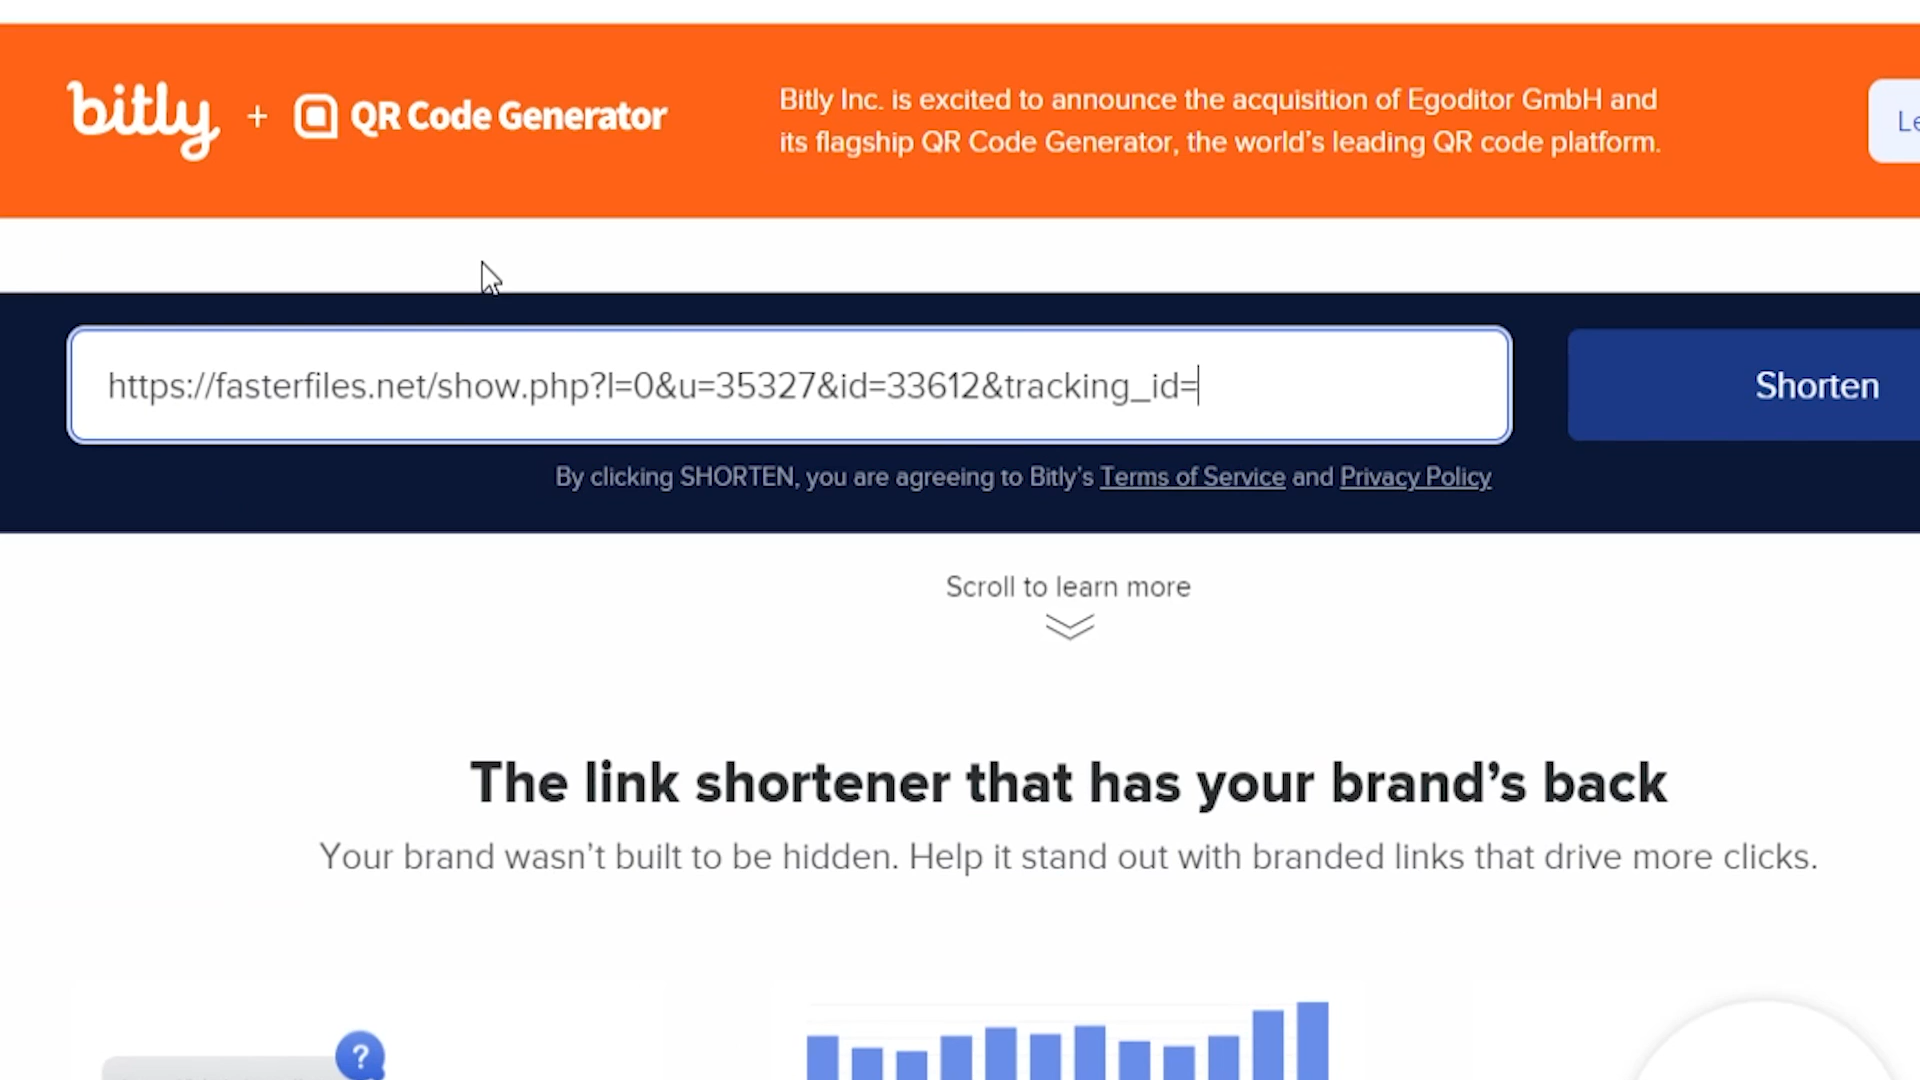 bitly + QR Code Generator
Bitly Inc. is excited to announce the acquisition of Egoditor GmbH and
its flagship QR Code Generator, the world's leading QR code platform.
Le
https://fasterfiles.net/show.php?l=0&u=35327&id=33612&tracking_id=
Shorten
By clicking SHORTEN, you are agreeing to Bitly's Terms of Service and Privacy Policy
Scroll to learn more
The link shortener that has your brand's back
Your brand wasn't built to be hidden. Help it stand out with branded links that drive more clicks.
?